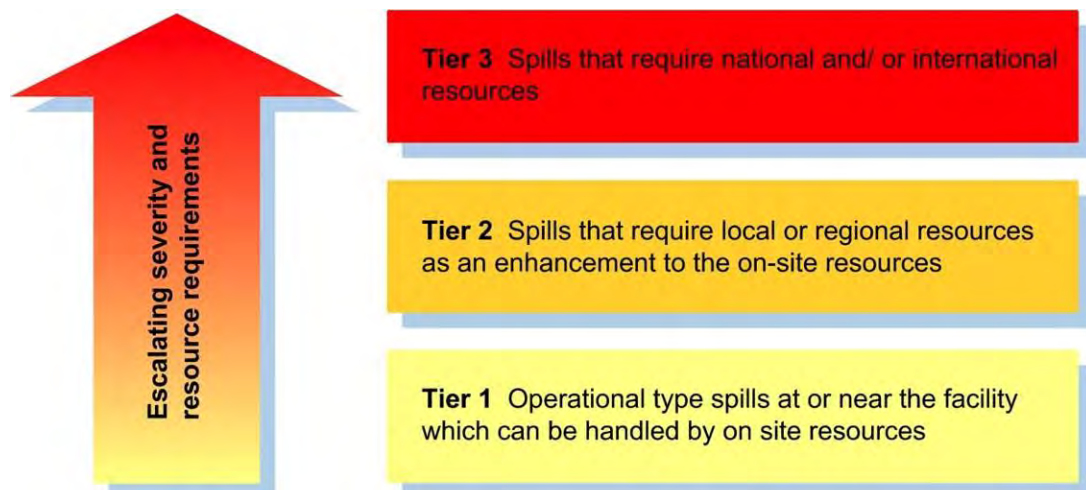 Escalating severity and
resource requirements
Tier 3 Spills that require national and/ or international
resources
Tier 2 Spills that require local or regional resources
as an enhancement to the on-site resources
Tier 1 Operational type spills at or near the facility
which can be handled by on site resources